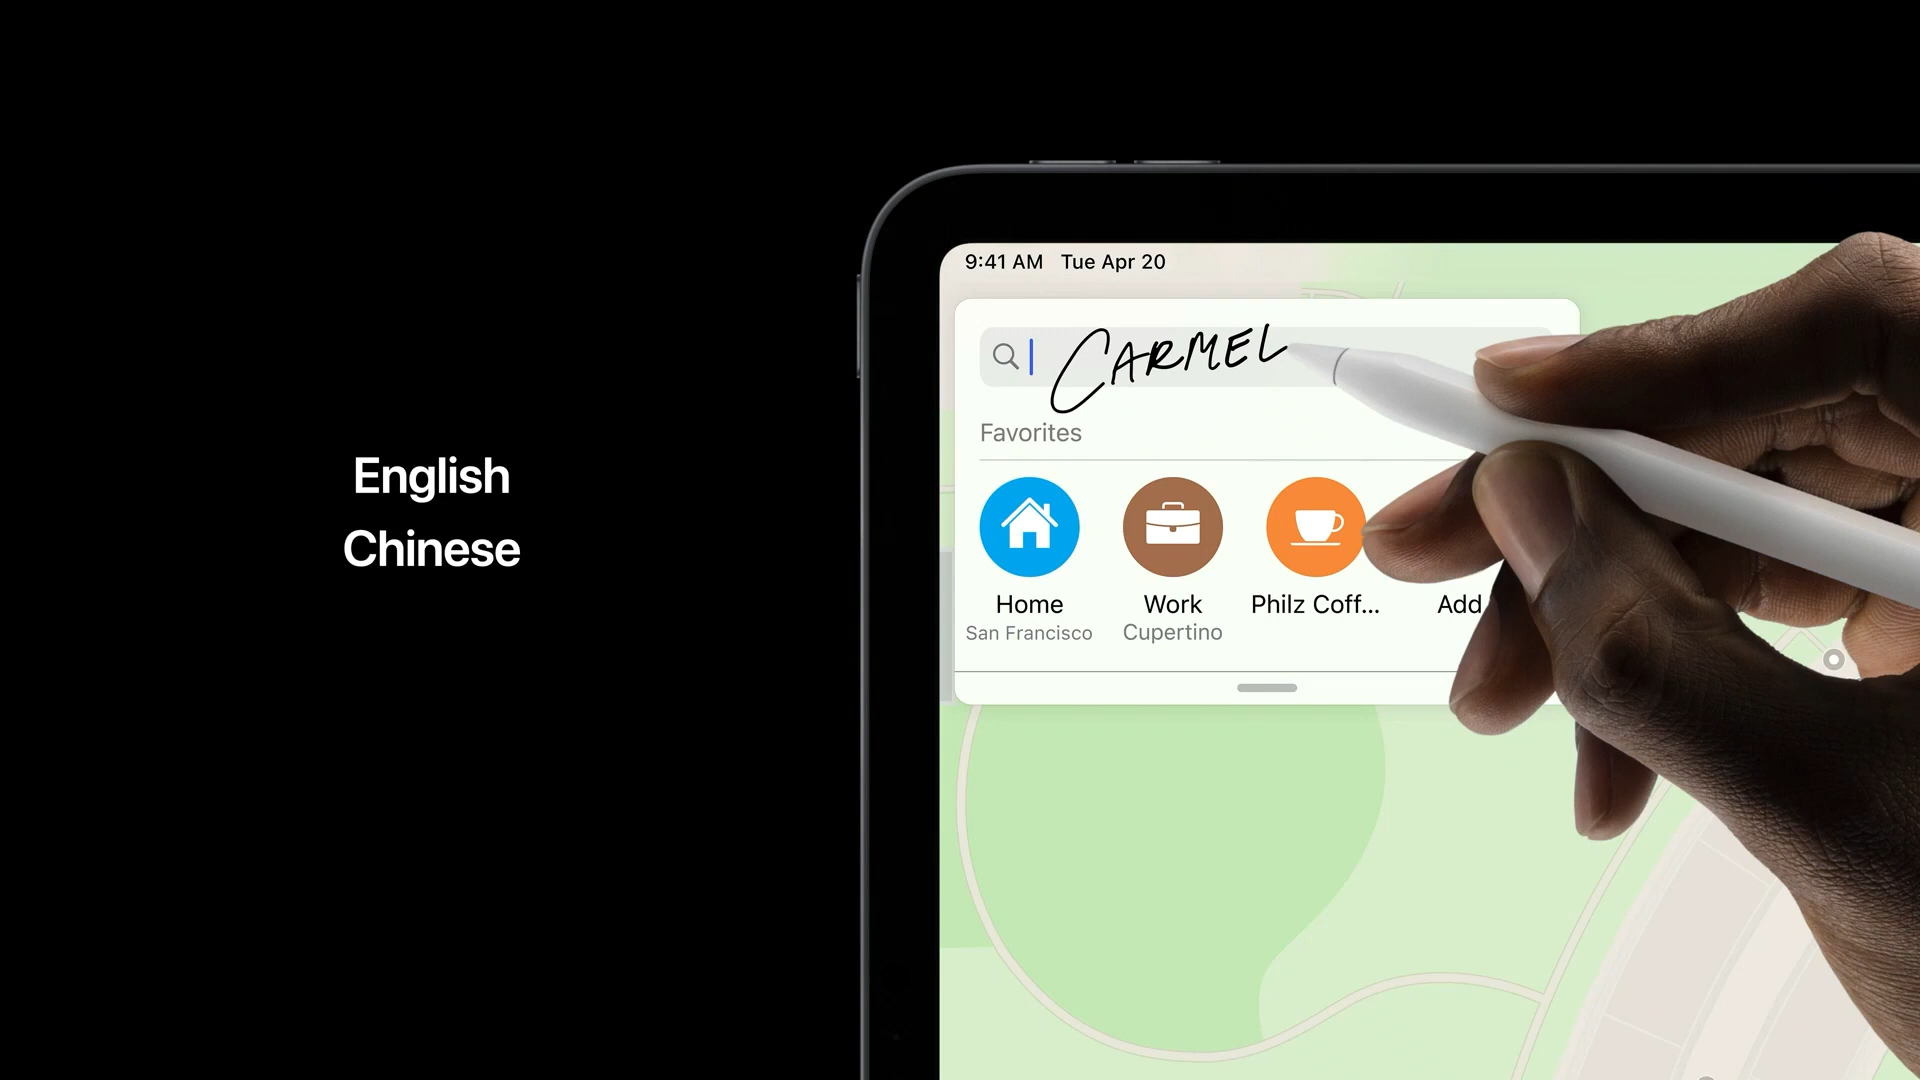 English
Chinese
9:41 AM Tue Apr 20
CARMEL
Favorites
Home
San Francisco
Work
Cupertino
Philz Coff...
Add